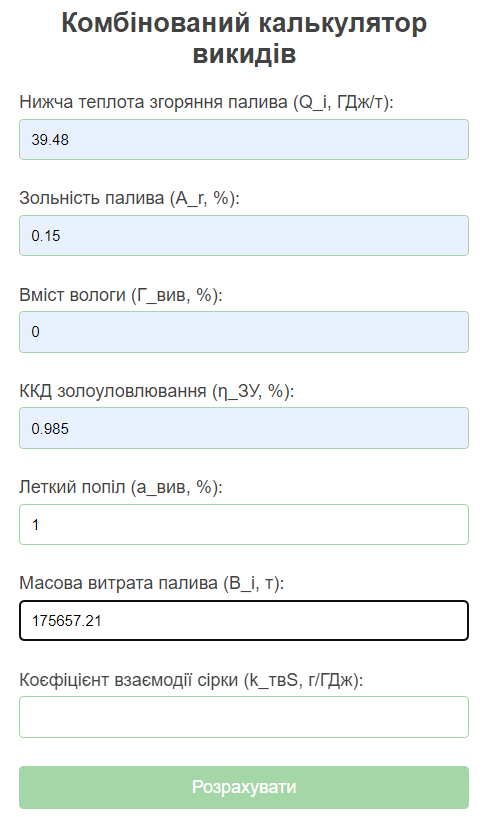 Комбінований калькулятор
викидів
Нижча теплота згоряння палива (Q_i, ГДж/т):
39.48
Зольність палива (A_r, %):
0.15
Вміст вологи (Г_вив, %):
0
ККД золоуловлювання (η_ЗУ, %):
0.985
Леткий попіл (a_вив, %):
1
Масова витрата палива (B_i, т):
175657.21
Коєфіцієнт взаємодії сірки (k_твS, г/ГДж):
Розрахувати